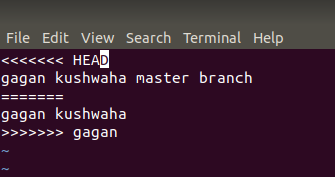 File Edit View Search Terminal Help
<<<<<<< HEAD
gagan kushwaha master branch
=======
gagan kushwaha
>>>>>>> gagan
~
~